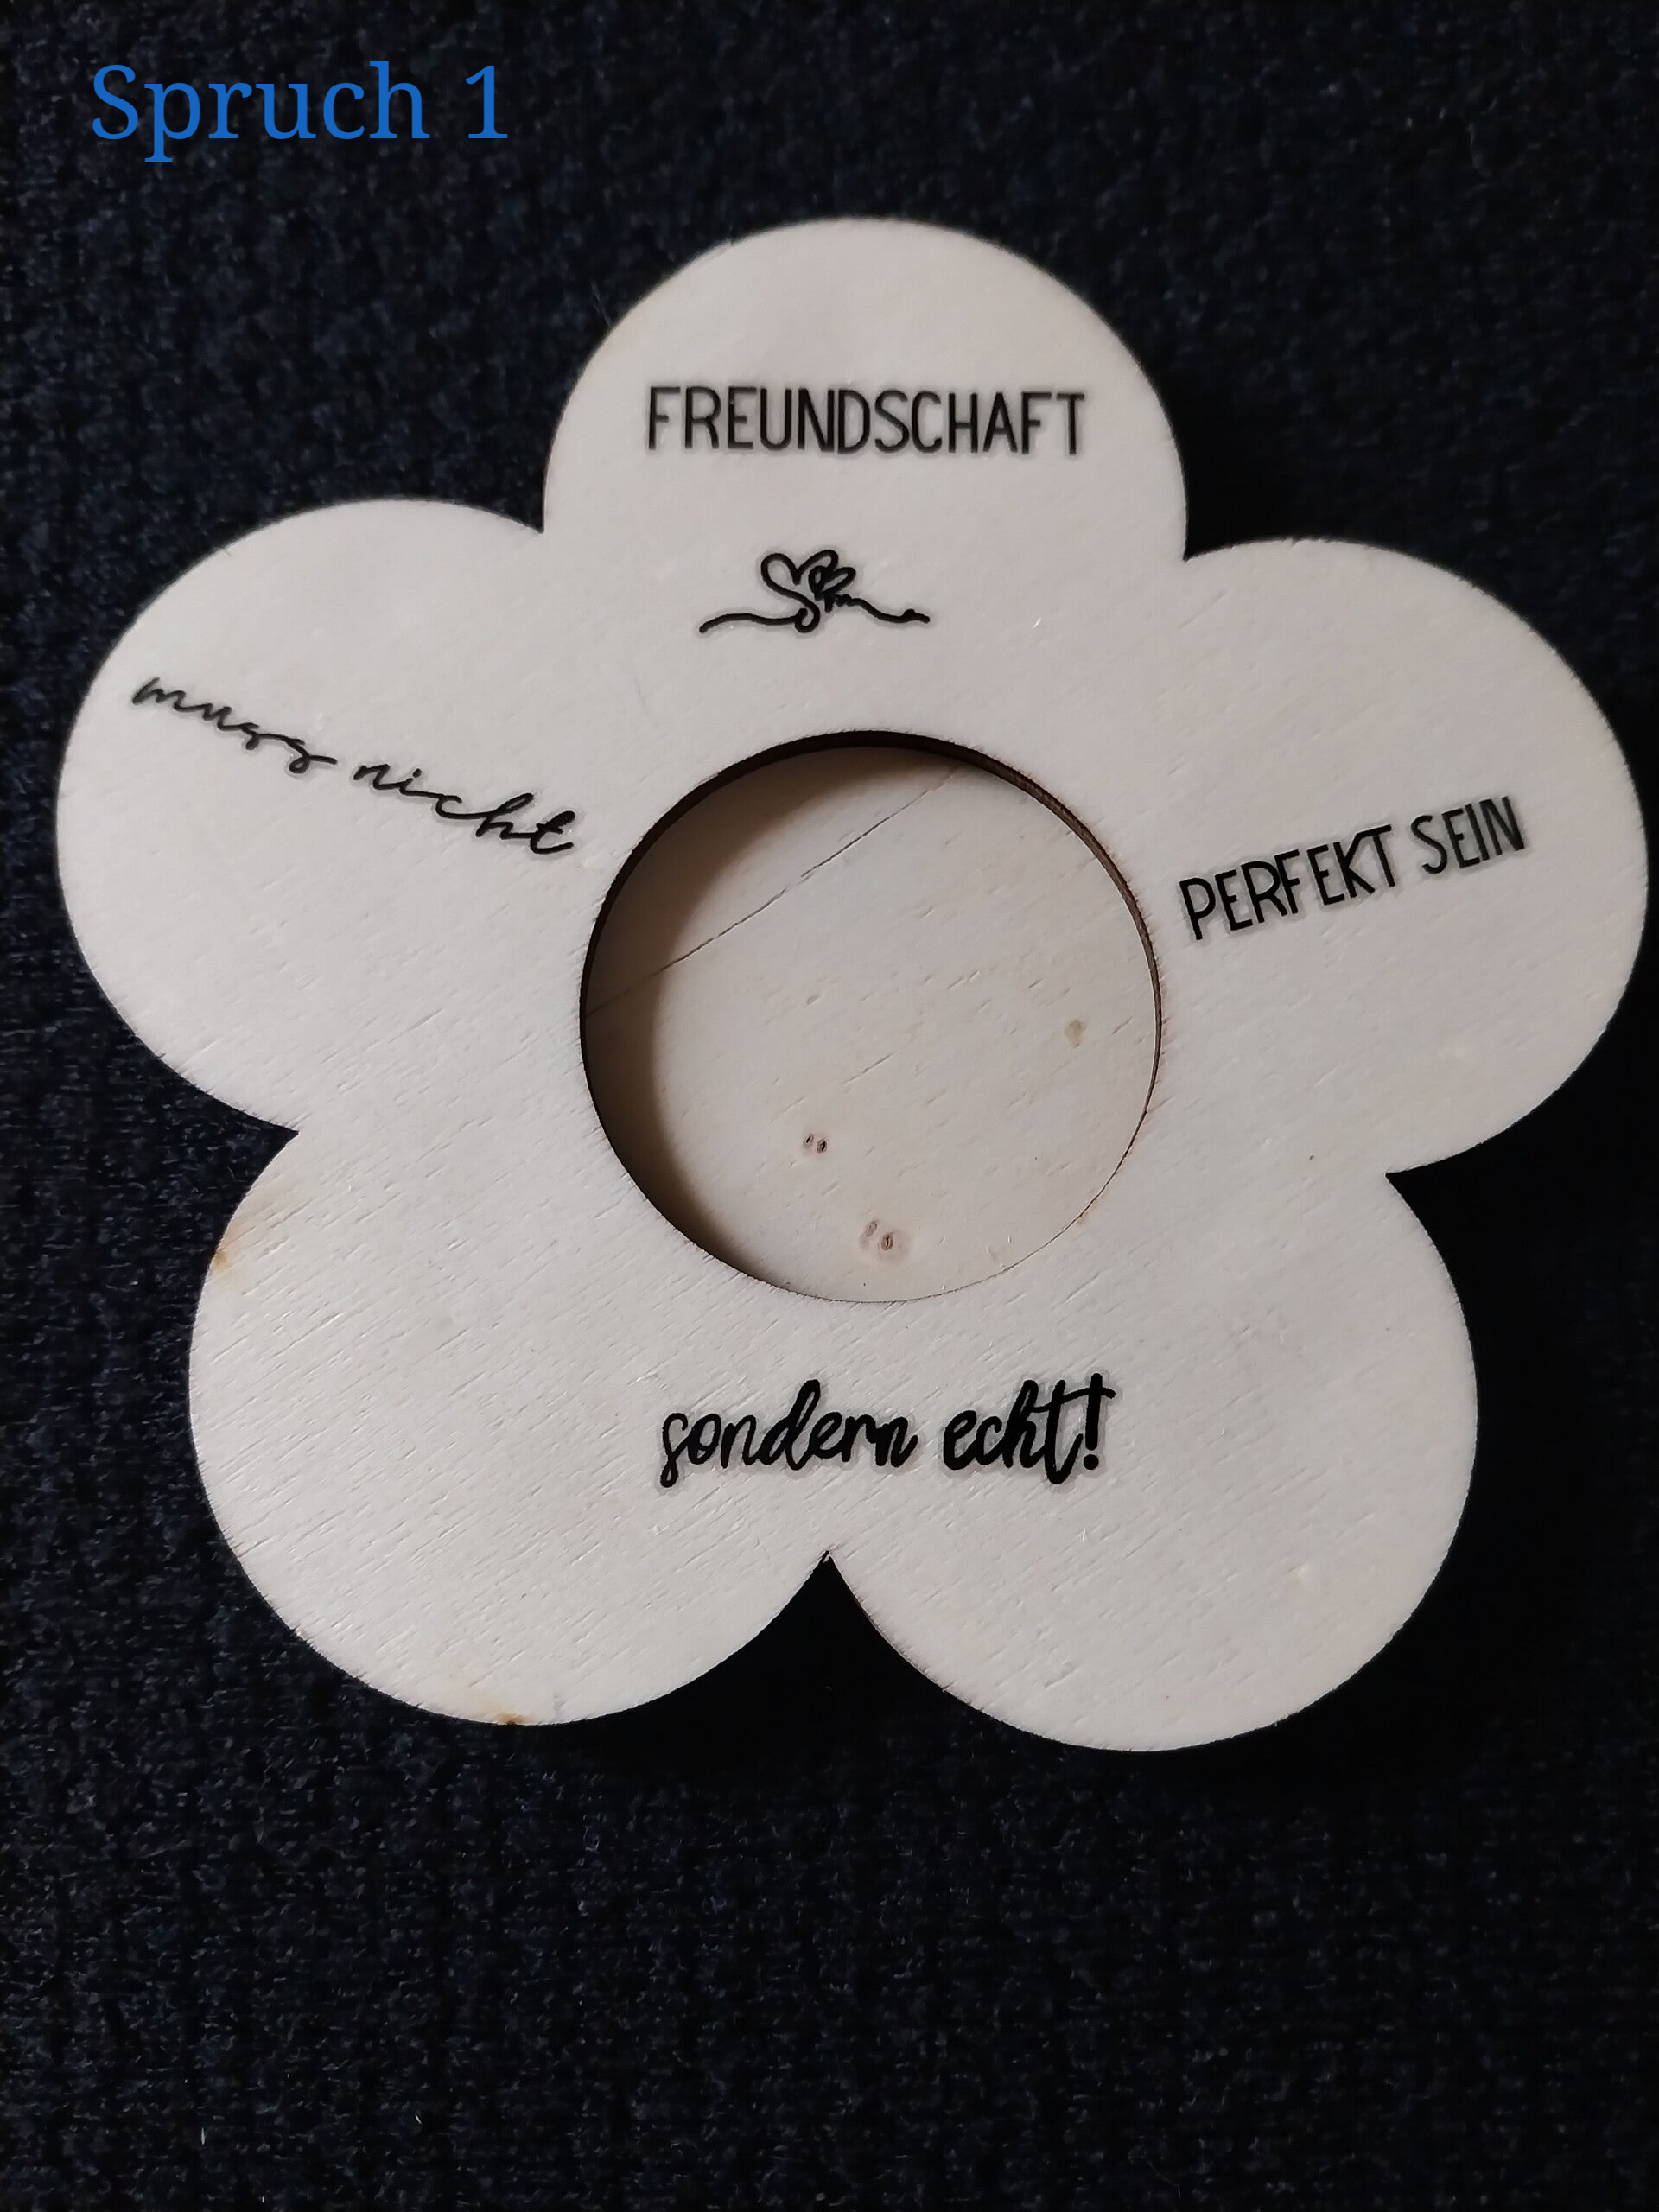 Spruch 1
FREUNDSCHAFT
muss nicht
PERFEKT SEIN
sondern echt!